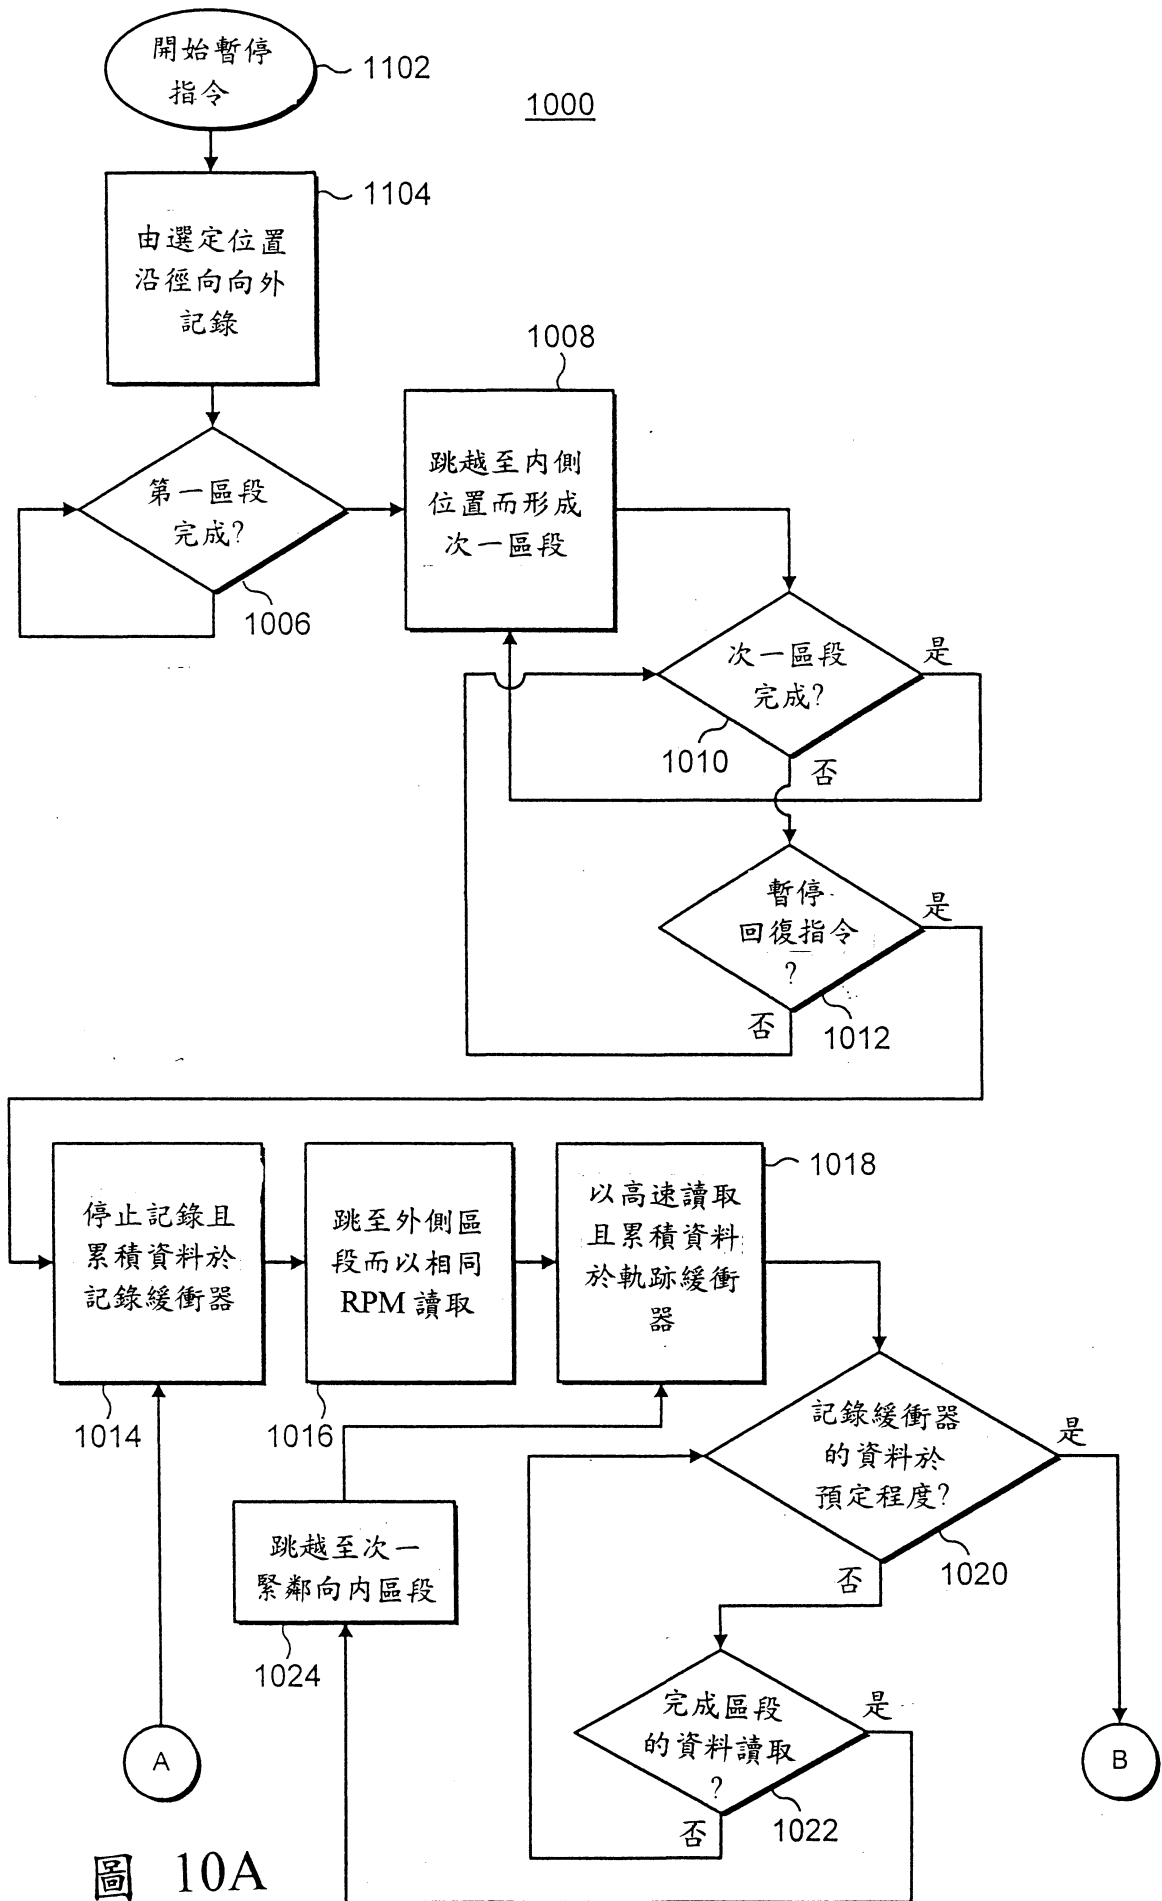 開始暫停
指令
1102
1000
1104
由選定位置
沿徑向向外
記錄
1008
跳越至內側
位置而形成
次一區段
第一區段
完成?
1006
次一區段
完成?
是
1010
否
暫停
回復指令
?
是
否
1012
停止記錄且
累積資料於
記錄緩衝器
1014
跳至外側區
段而以相同
RPM 讀取
1016
以高速讀取
且累積資料
於軌跡緩衝
器
1018
記錄緩衝器
的資料於
預定程度?
是
1020
否
跳越至次一
緊鄰向內區段
1024
完成區段
的資料讀取
?
是
1022
否
A
B
圖 10A